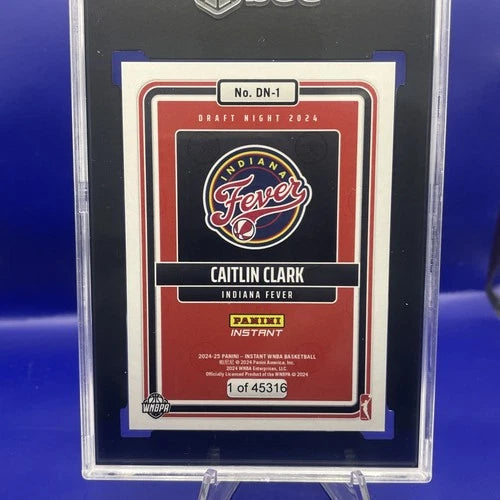 No. DN-1
DRAFT NIGHT 2024
INDIANA
Fever
CAITLIN CLARK
INDIANA FEVER
PANINI
INSTANT
2024-25 PANINI - INSTANT WNBA BASKETBALL
© 2024 Panini America, Inc.
2024 WNBA Enterprises, LLC
Officially Licensed Product of the WNBPA © 2024
1 of 45316
WNBPA